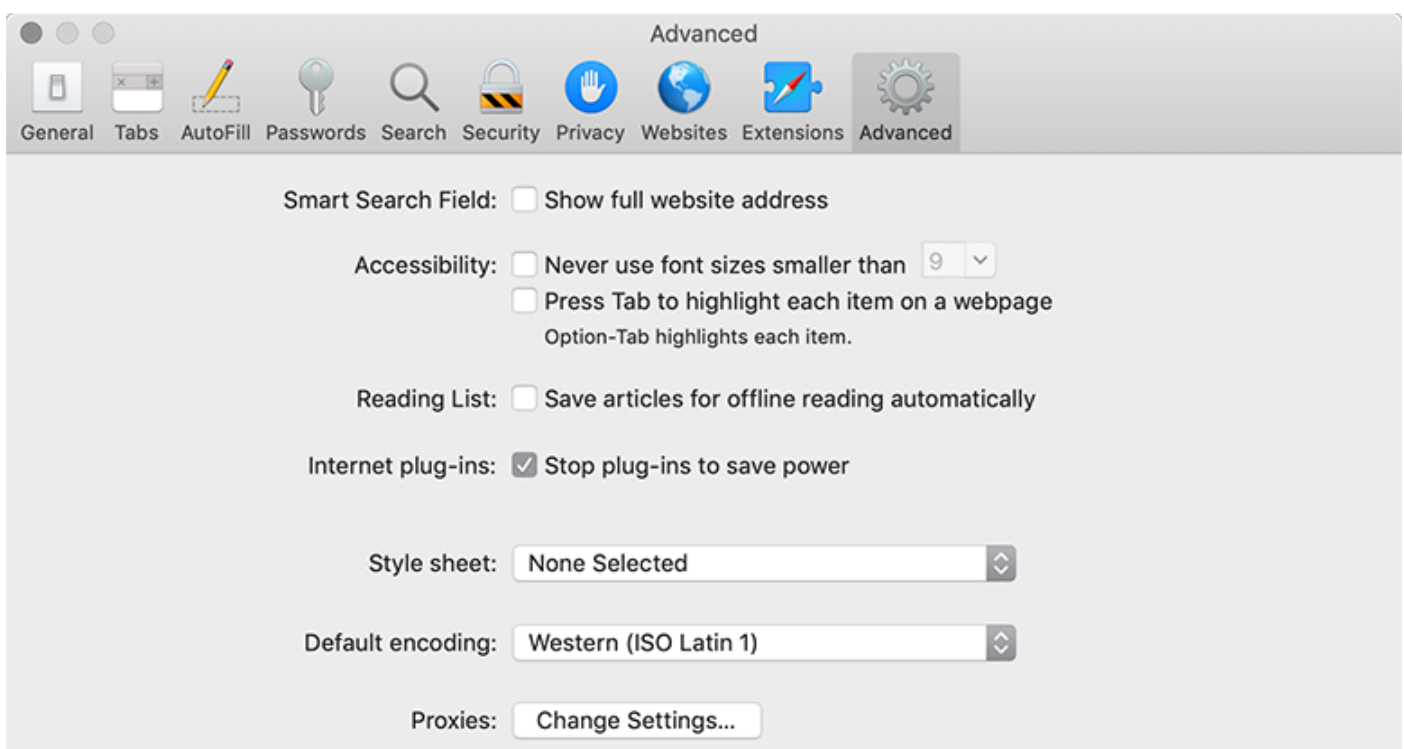 Advanced
General Tabs AutoFill Passwords Search Security Privacy Websites Extensions Advanced
Smart Search Field: Show full website address
Accessibility: Never use font sizes smaller than 9
Press Tab to highlight each item on a webpage
Option-Tab highlights each item.
Reading List: Save articles for offline reading automatically
Internet plug-ins: Stop plug-ins to save power
Style sheet: None Selected
Default encoding: Western (ISO Latin 1)
Proxies: Change Settings...